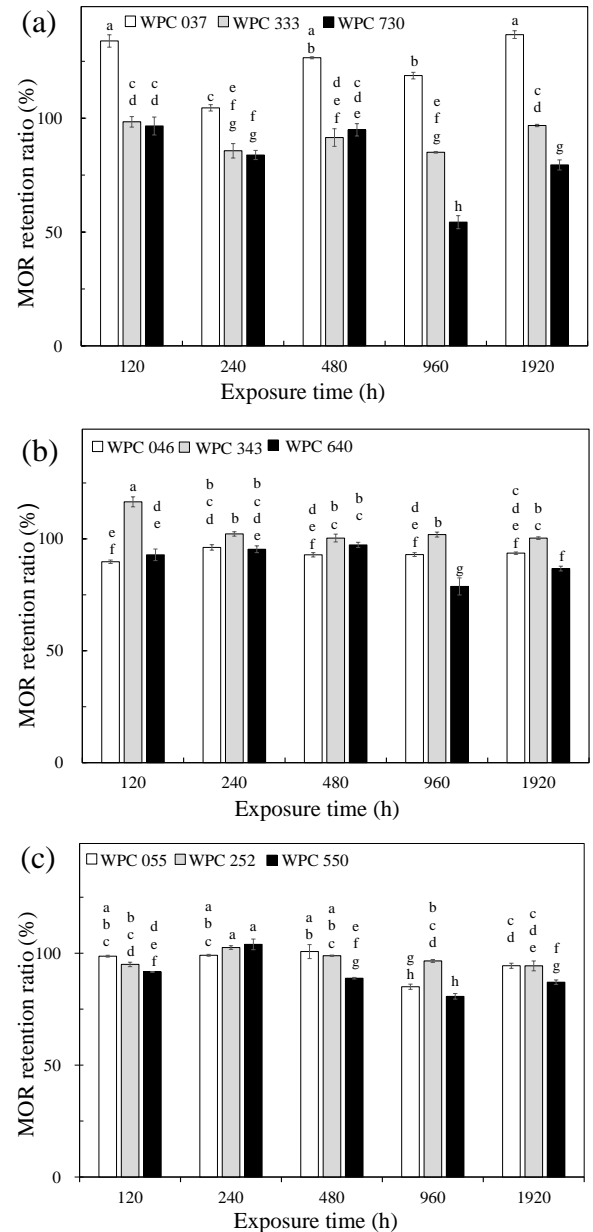 (a)
WPC 037 WPC 333 WPC 730
MOR retention ratio (%)
100
50
0
a
c d
c d
c
e f g
f g
a b
d e f
c d e
b
e f g
h
a
c d
g
120 240 480 960 1920
Exposure time (h)
(b)
WPC 046 WPC 343 WPC 640
MOR retention ratio (%)
100
50
0
e f
a
d e
b c d
b
b c d e
d e f
b c
b c
d e f
b
g
c d e f
b c
f
120 240 480 960 1920
Exposure time (h)
(c)
WPC 055 WPC 252 WPC 550
MOR retention ratio (%)
100
50
0
a b c
b c d
d e f
a b c
a
a
a b
a b c
e f g
g h
b c d
h
c d
c d e
f g
120 240 480 960 1920
Exposure time (h)